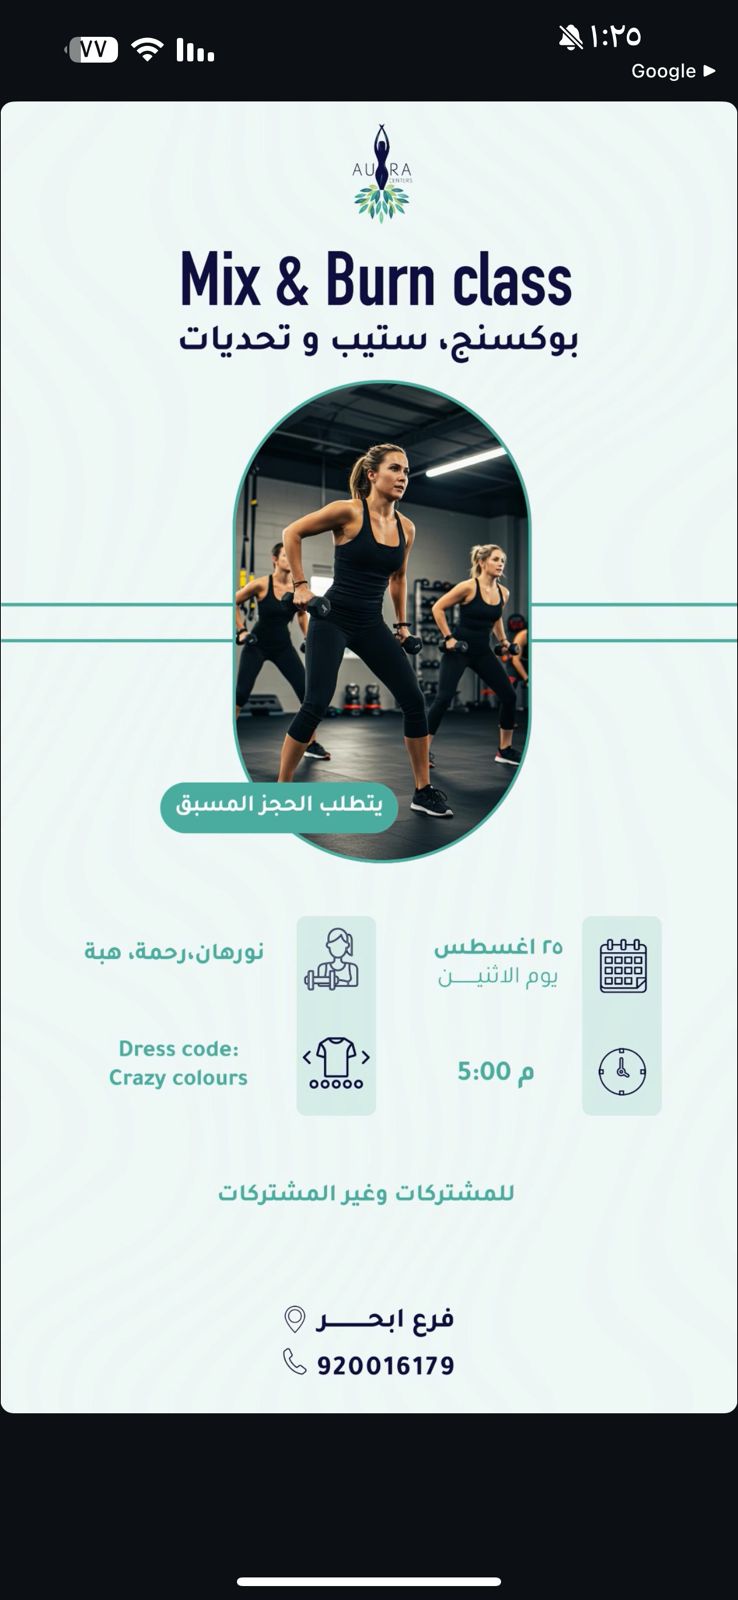 ١:٢٥
٧٧
Google
AURA
CENTERS
Mix & Burn class
بوكسنج، ستيب و تحديات
يتطلب الحجز المسبق
٢٥ اغسطس
يوم الاثنيـــن
نورهان،رحمة، هبة
5:00 م
Dress code:
Crazy colours
للمشتركات وغير المشتركات
فرع ابحـــــر
920016179